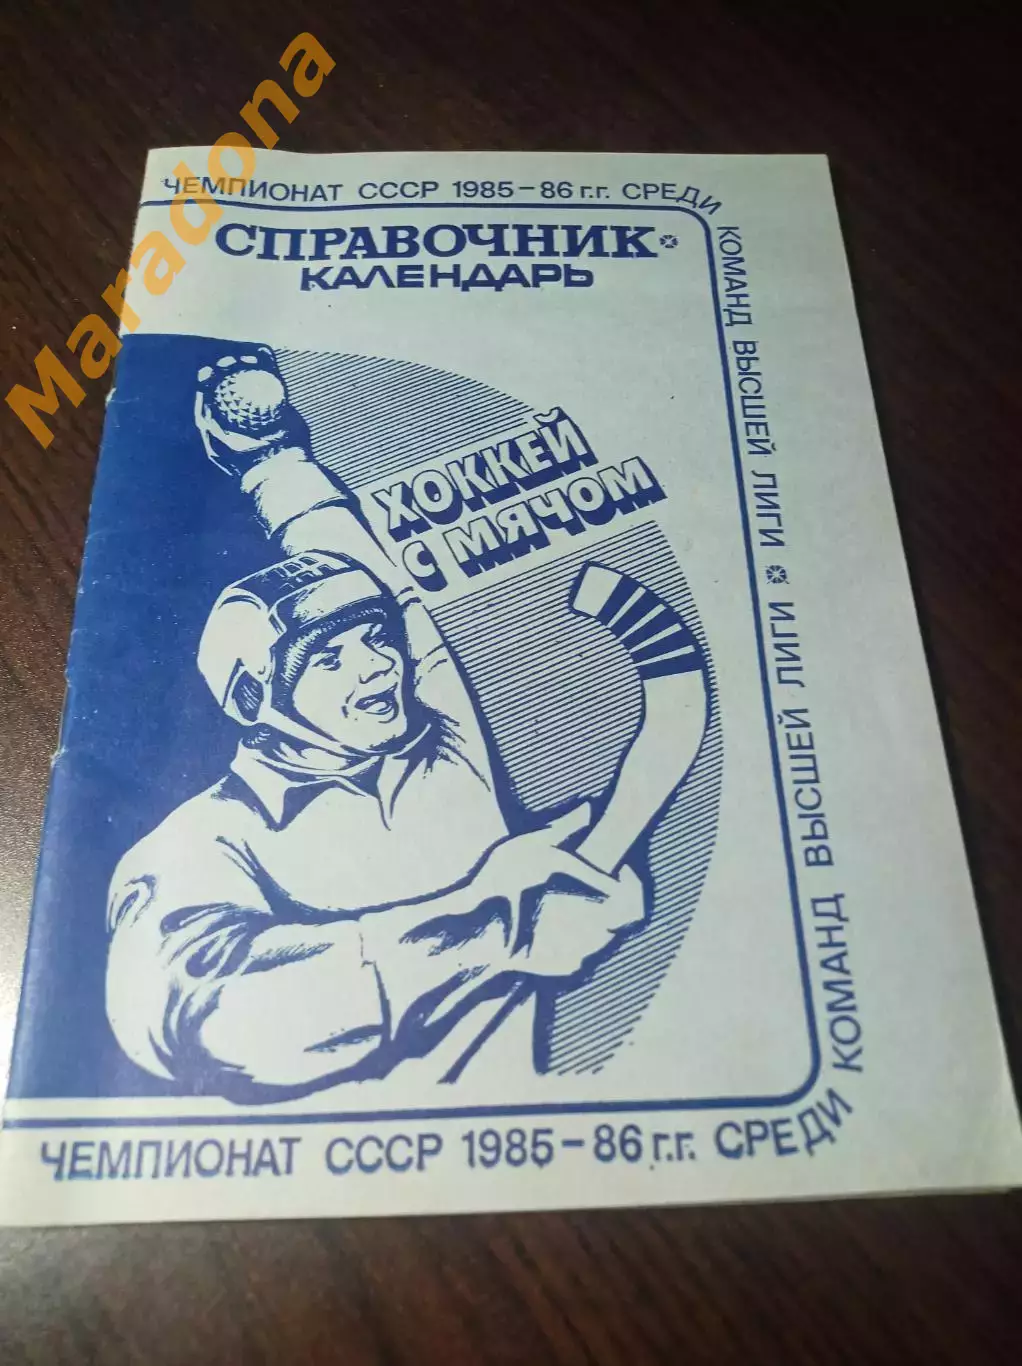 Maradona
ЧЕМПИОНАТ СССР 1985-86 г.г. СРЕДИ
КОМАНД ВЫСШЕЙ ЛИГИ
СПРАВОЧНИК
КАЛЕНДАРЬ
ХОККЕЙ
С МЯЧОМ
ЧЕМПИОНАТ СССР 1985-86 г.г. СРЕДИ
КОМАНД ВЫСШЕЙ ЛИГИ